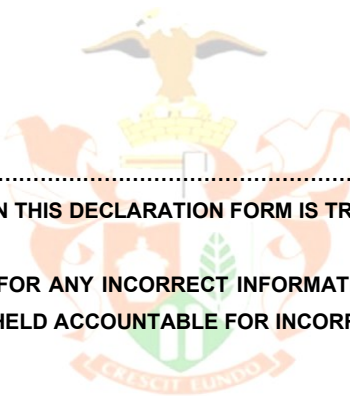 ................................................................
N THIS DECLARATION FORM IS TR
FOR ANY INCORRECT INFORMAT
HELD ACCOUNTABLE FOR INCORR
CRESCIT EUNDO